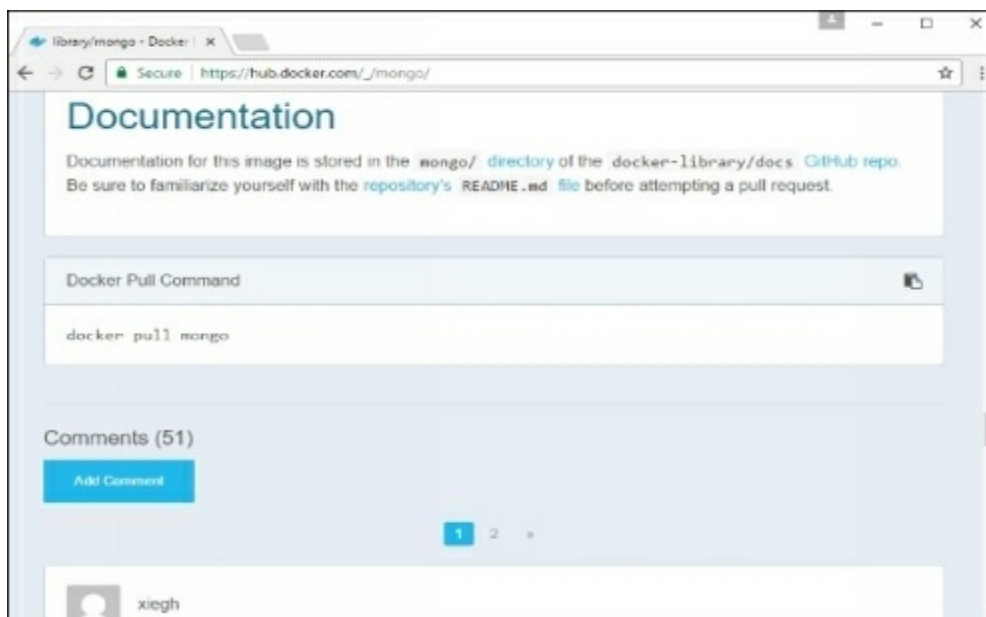 library/mongo - Docker
Secure https://hub.docker.com/_/mongo/
Documentation
Documentation for this image is stored in the mongo/ directory of the docker-library/docs GitHub repo.
Be sure to familiarize yourself with the repository's README.md file before attempting a pull request.
Docker Pull Command
docker pull mongo
Comments (51)
Add Comment
1 2 »
xiegh